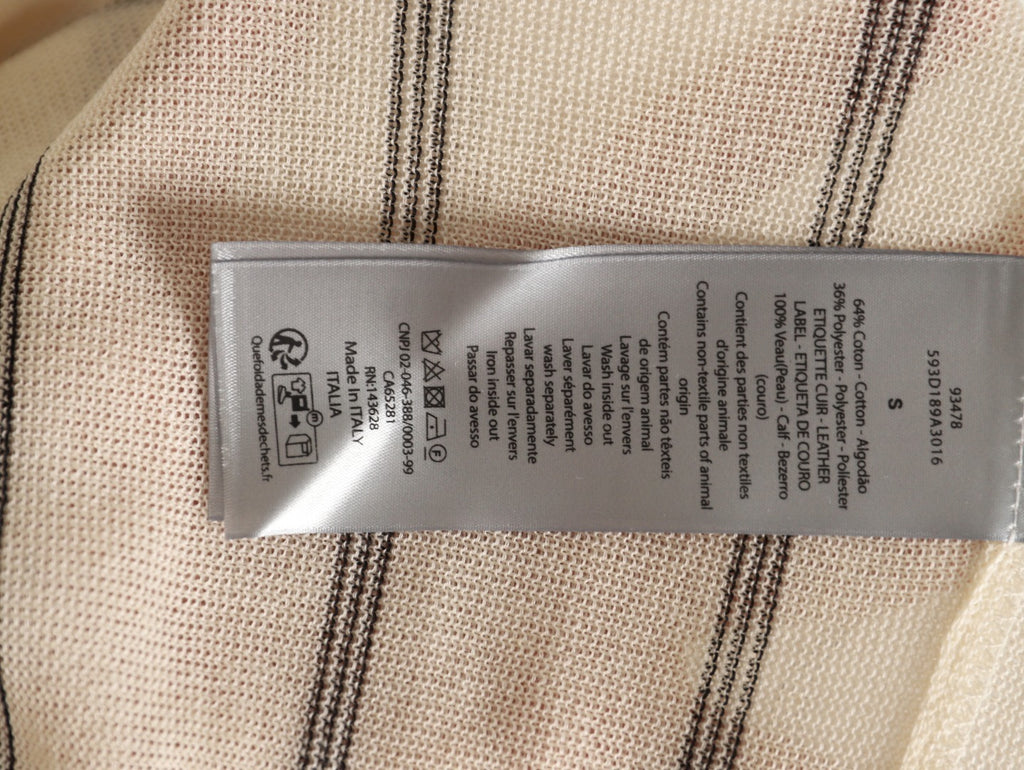 93478
593D189A3016
S
64% Coton - Cotton - Algodão
36% Polyester - Polyester - Poliester
ETIQUETTE CUIR - LEATHER
LABEL - ETIQUETA DE COURO
100% Veau(Peau) - Calf - Bezerro
(couro)
Contient des parties non textiles
d'origine animale
Contains non-textile parts of animal
origin
Contém partes não têxteis
de origem animal
Lavage sur l'envers
Wash inside out
Lavar do avesso
Laver séparément
wash separately
Lavar separadamente
Repasser sur l'envers
Iron inside out
Passar do avesso
F
CNPJ 02-046-388/0003-99
CA65281
RN:143628
Made In ITALY
ITALIA
m
Quefairedemesdechets.fr